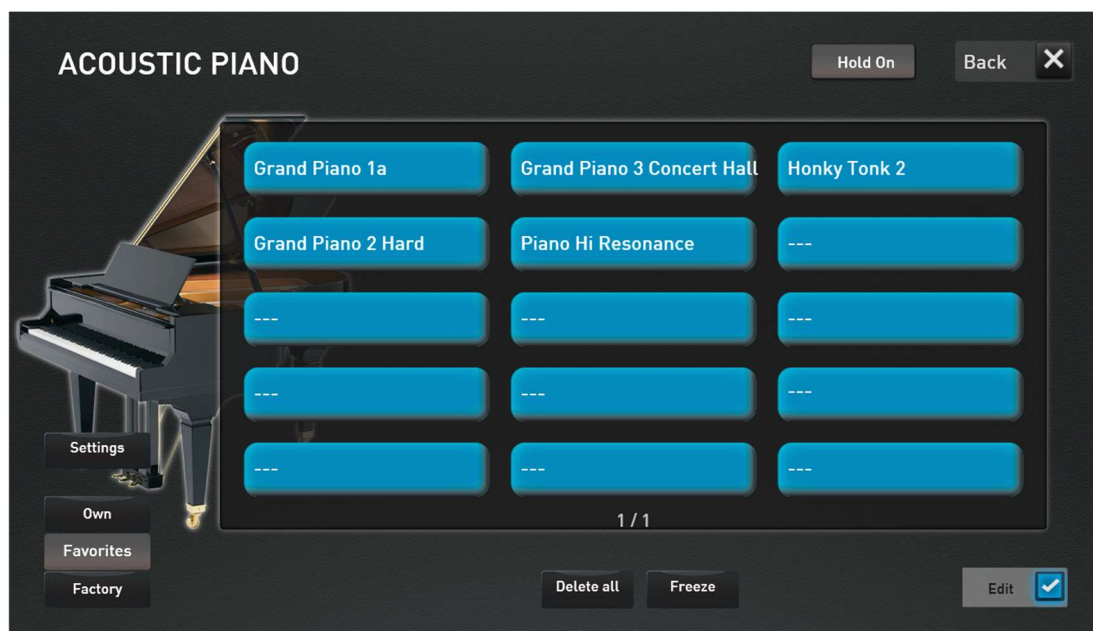 ACOUSTIC PIANO
Hold On
Back
Grand Piano 1a
Grand Piano 3 Concert Hall
Honky Tonk 2
Grand Piano 2 Hard
Piano Hi Resonance
---
---
---
---
---
---
---
---
---
---
Settings
Own
Favorites
Factory
1 / 1
Delete all
Freeze
Edit